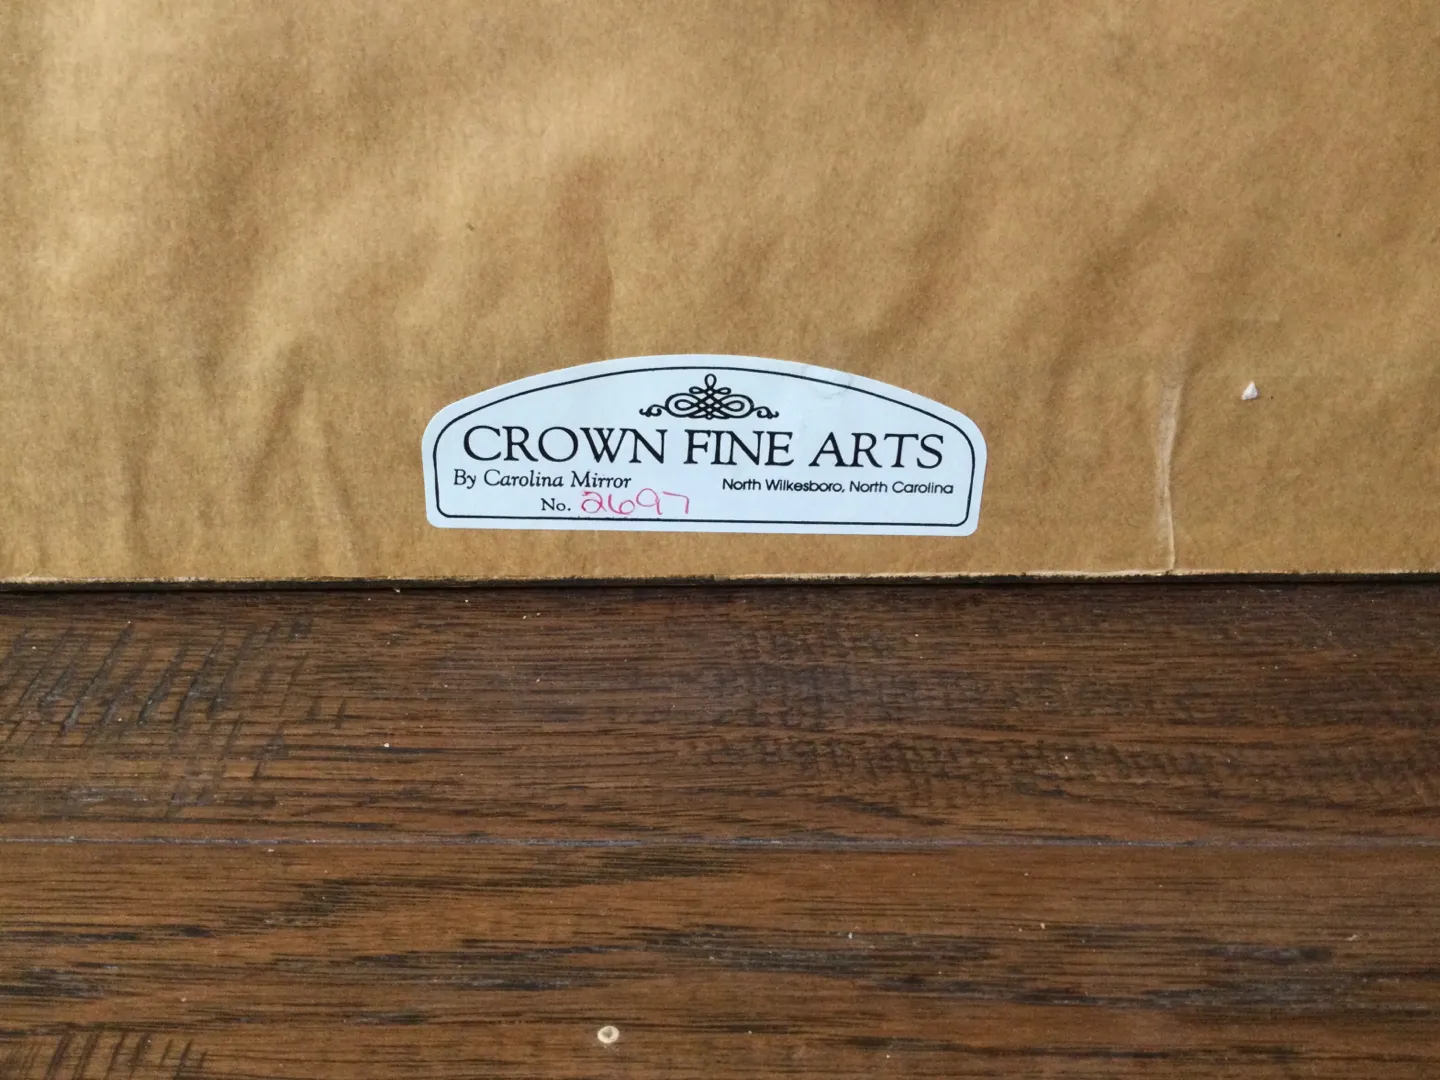 CROWN FINE ARTS
By Carolina Mirror North Wilkesboro, North Carolina
No. 2697